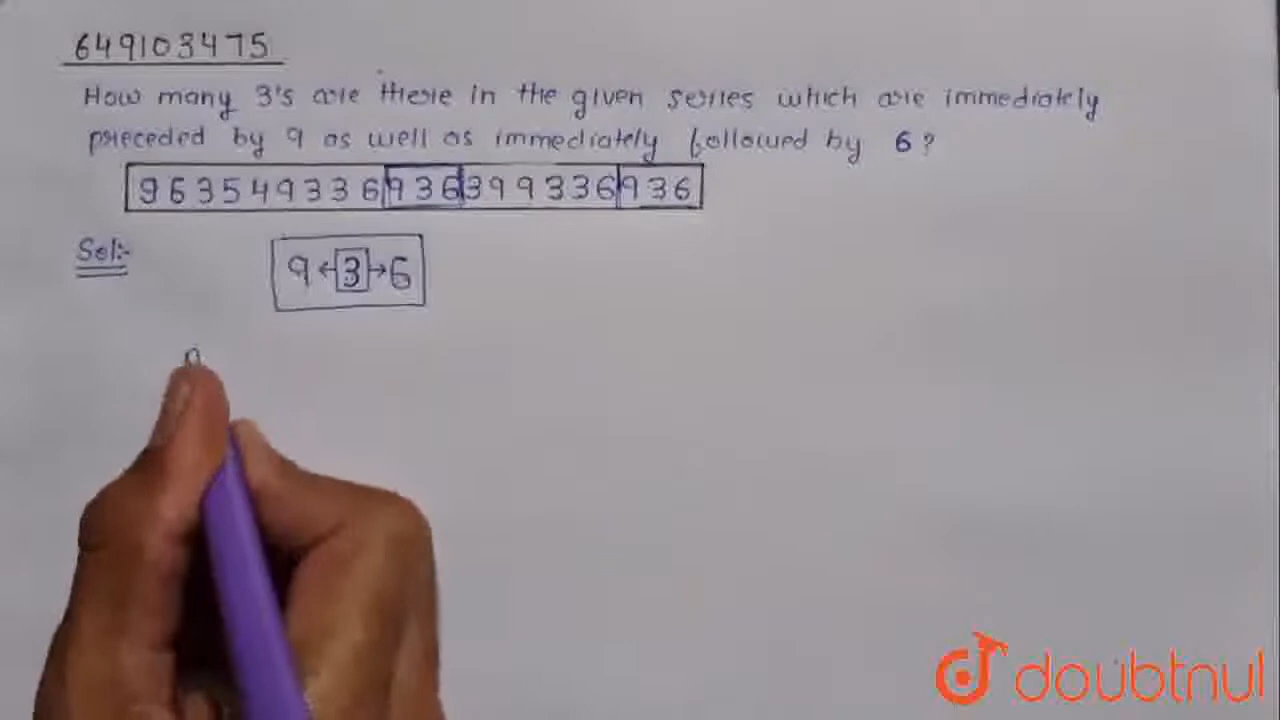 649103475
How many 3's are there in the given series which are immediately
preceded by 9 as well as immediately followed by 6?
9 6 3 5 4 9 3 3 6 9 3 6 3 9 9 3 3 6 9 3 6
Sol:-
9 ← 3 → 6
doubtnut